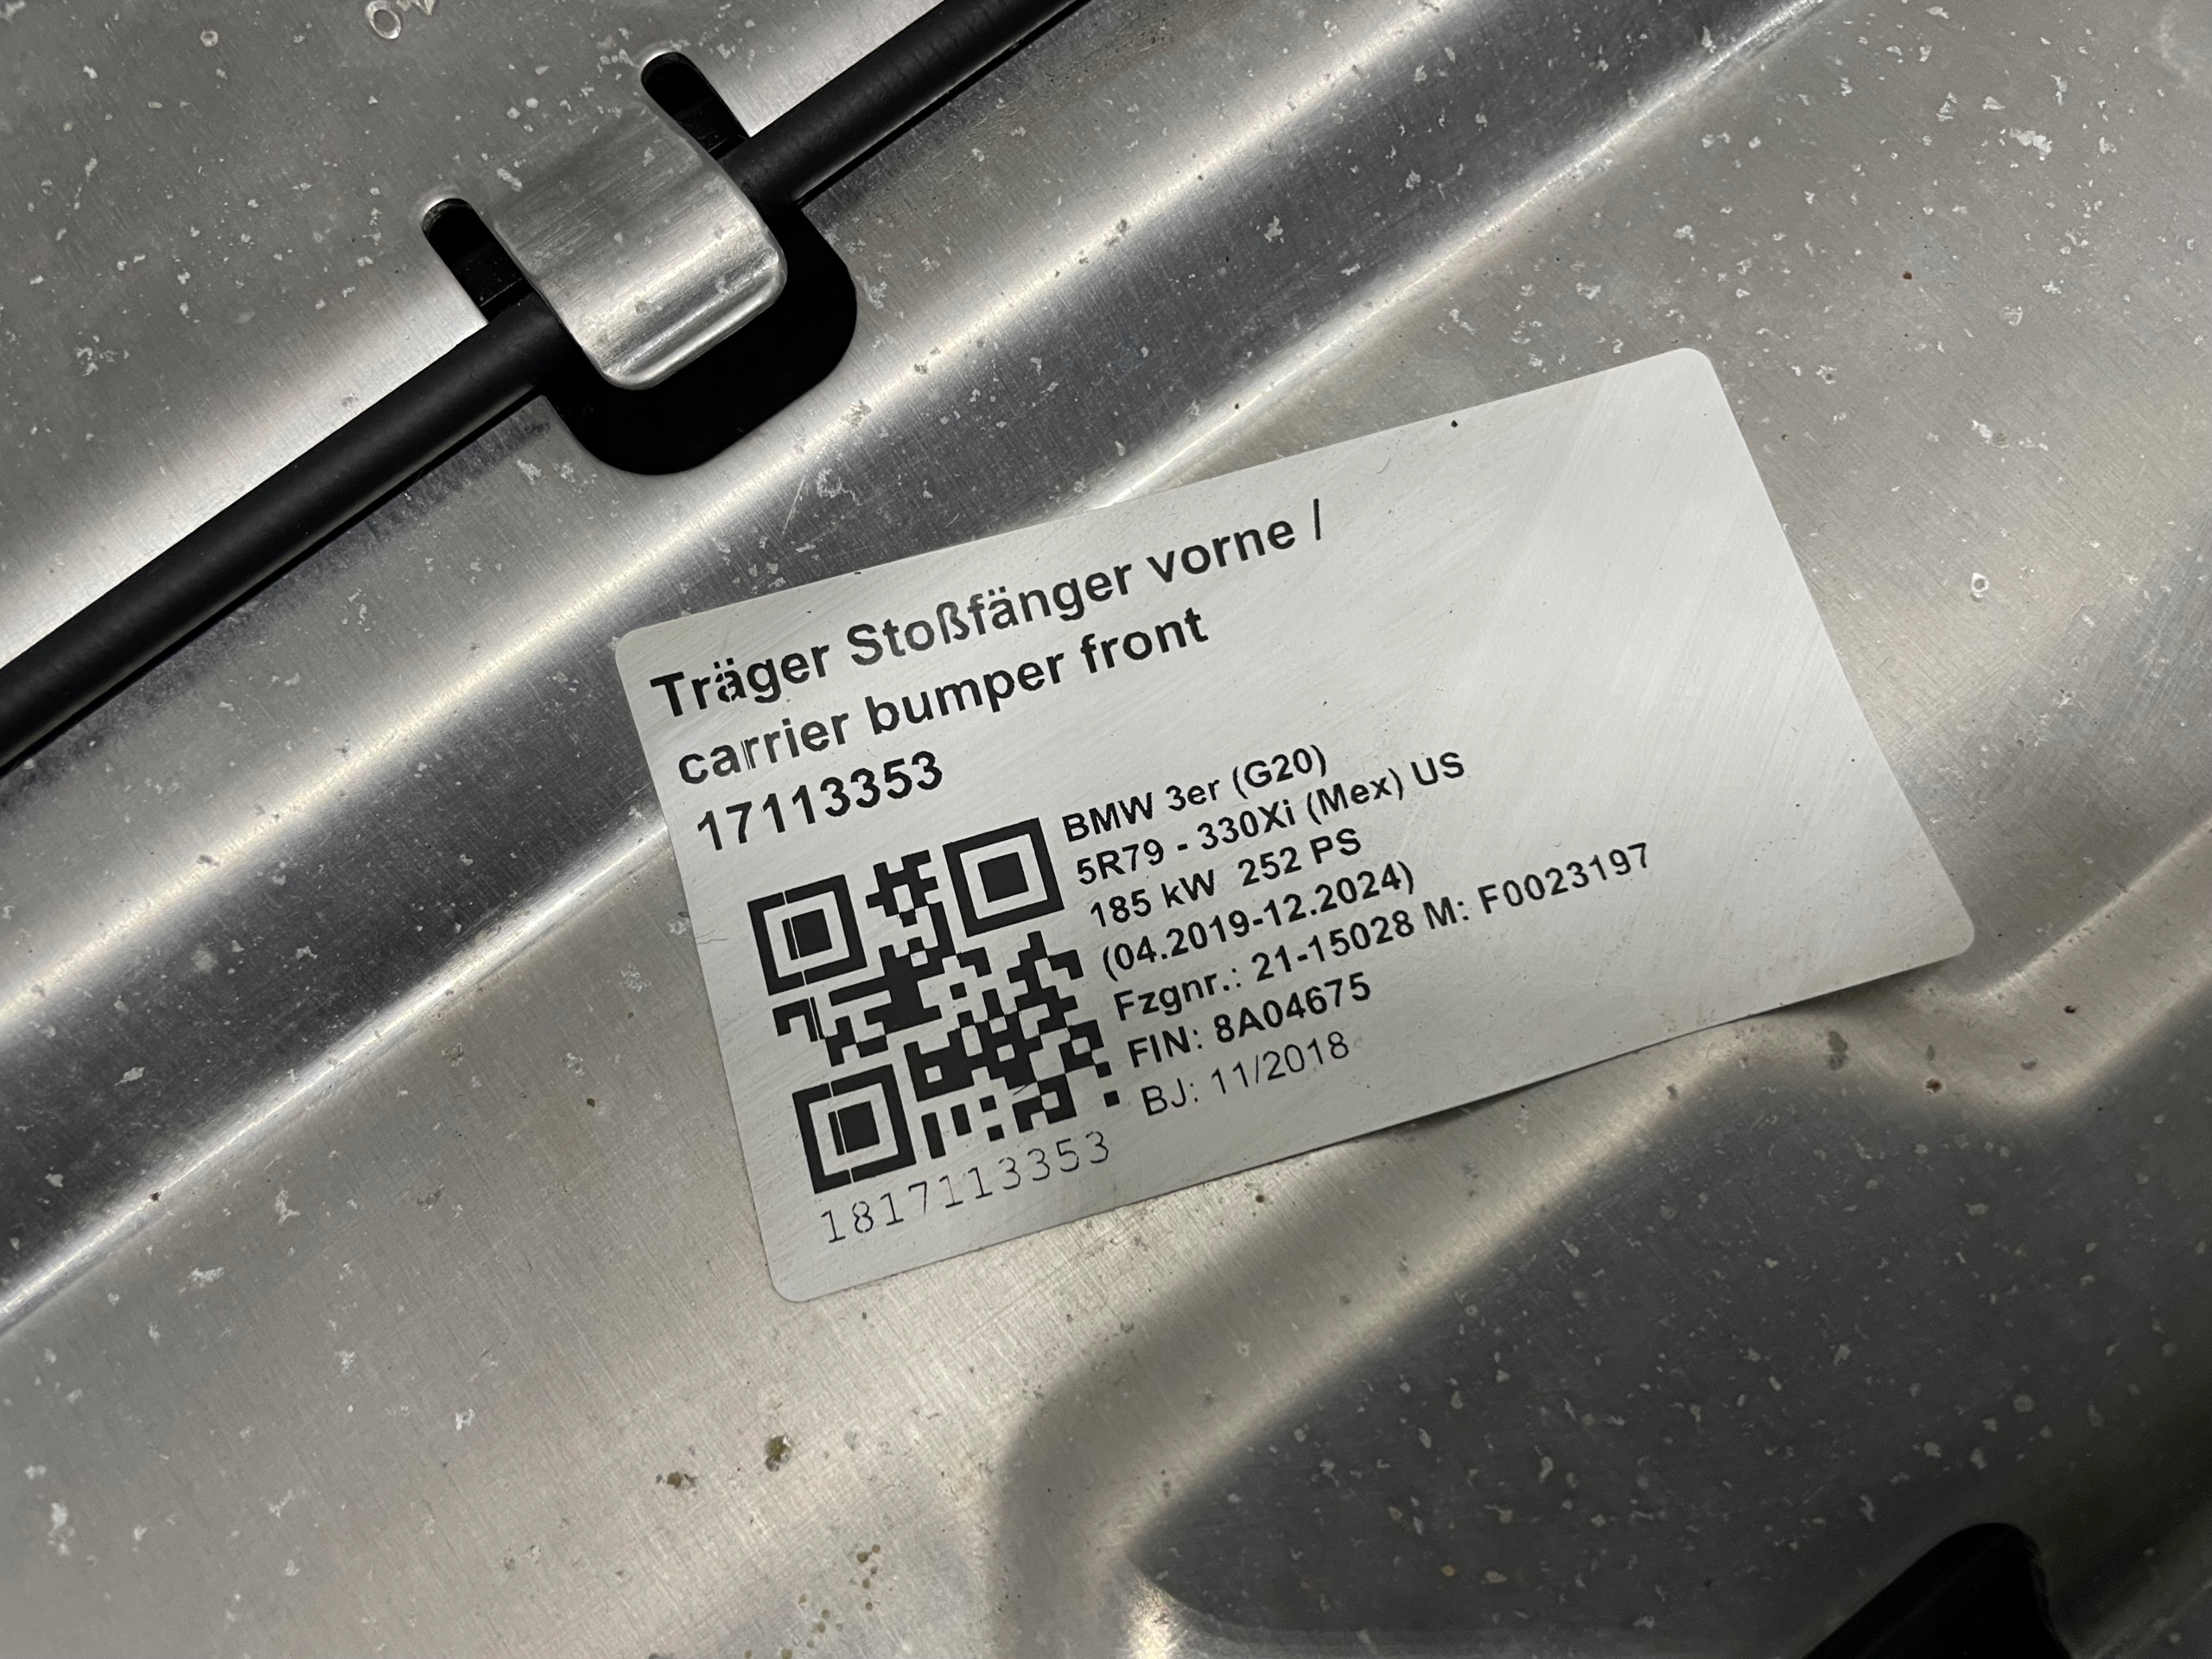 Träger Stoßfänger vorne /
carrier bumper front
17113353
BMW 3er (G20)
5R79 - 330Xi (Mex) US
185 kW  252 PS
(04.2019-12.2024)
Fzgnr.: 21-15028 M: F0023197
FIN: 8A04675
BJ: 11/2018
1817113353